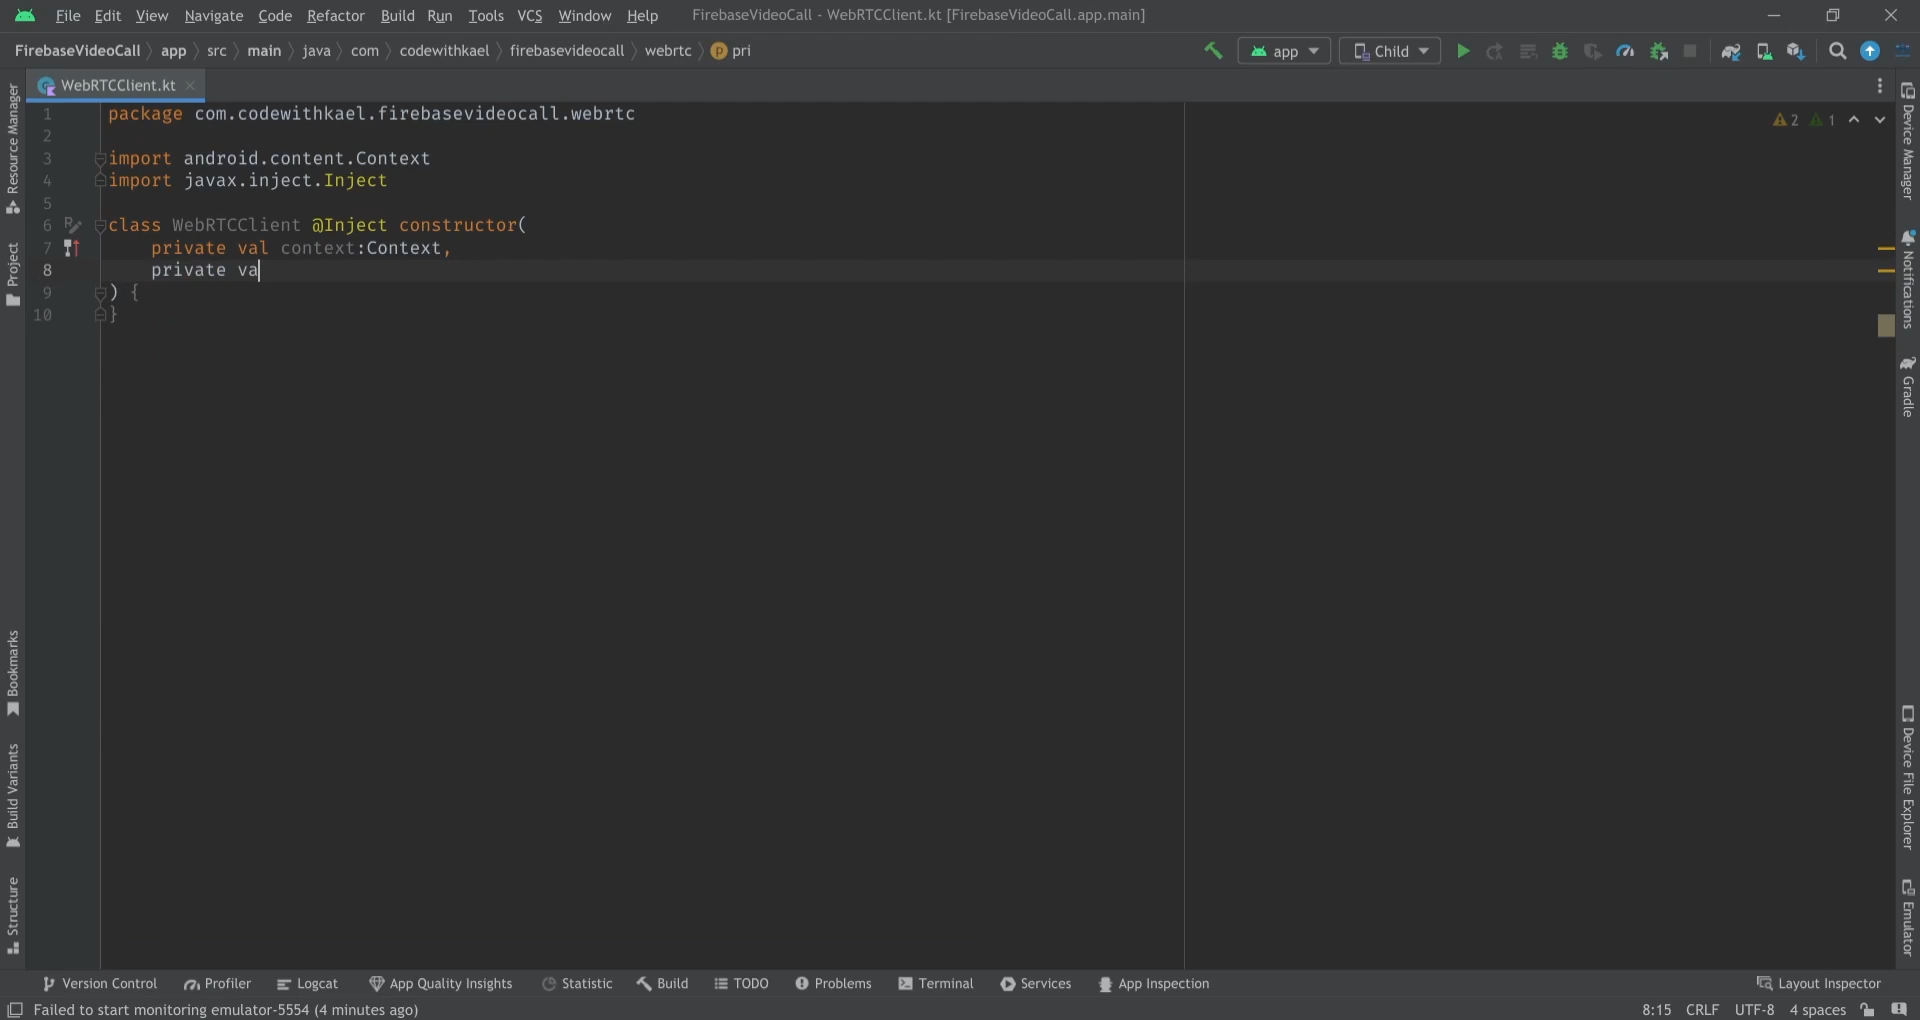 File Edit View Navigate Code Refactor Build Run Tools VCS Window Help FirebaseVideoCall - WebRTCClient.kt [FirebaseVideoCall.app.main]
FirebaseVideoCall app src main java com codewithkael firebasevideocall webrtc p pri app Child
WebRTCClient.kt
1 package com.codewithkael.firebasevideocall.webrtc
2
3 import android.content.Context
4 import javax.inject.Inject
5
6 class WebRTCClient @Inject constructor(
7 private val context:Context,
8 private va
9 ) {
10 }
2 1
Resource Manager
Project
Bookmarks
Build Variants
Structure
Device Manager
Notifications
Gradle
Device File Explorer
Emulator
Version Control Profiler Logcat App Quality Insights Statistic Build TODO Problems Terminal Services App Inspection Layout Inspector
Failed to start monitoring emulator-5554 (4 minutes ago) 8:15 CRLF UTF-8 4 spaces